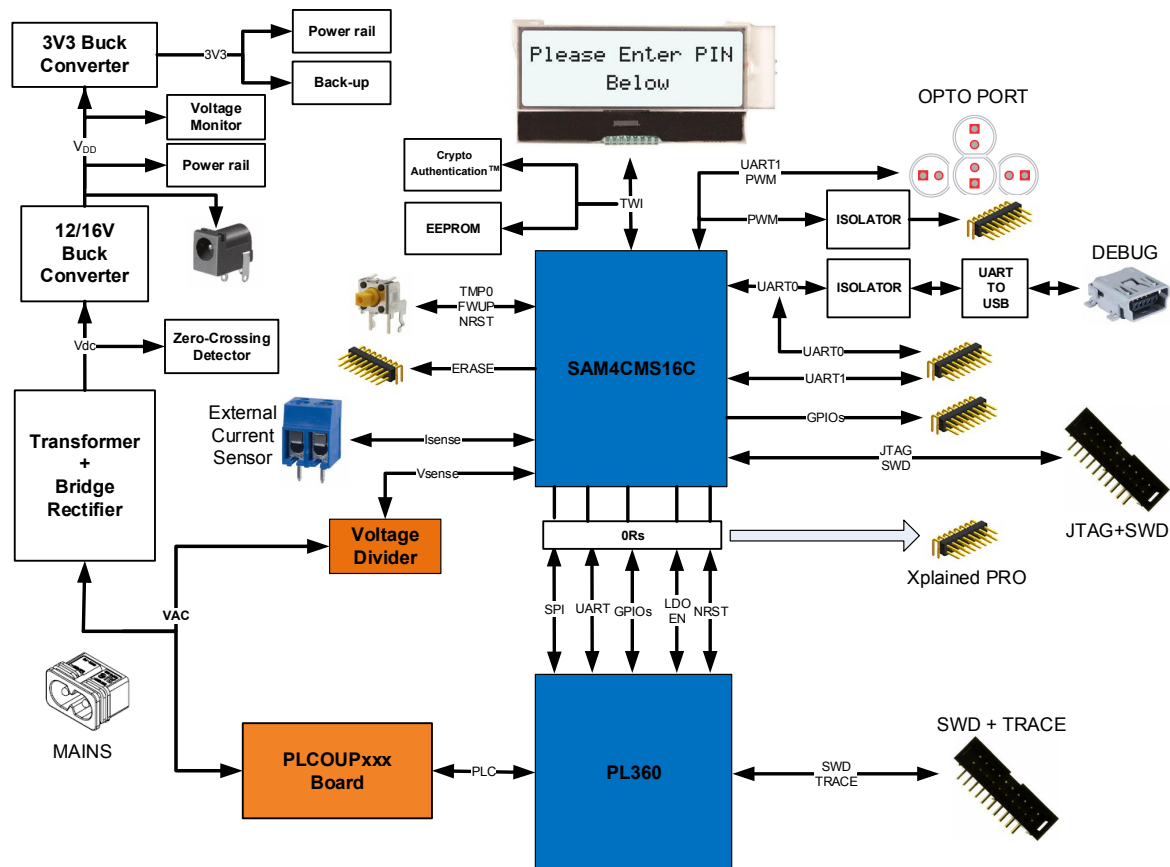 3V3 Buck
Converter
3V3
Power rail
Back-up
Voltage
Monitor
VDD
Power rail
12/16V
Buck
Converter
Vdc
Zero-Crossing
Detector
Transformer
+
Bridge
Rectifier
VAC
MAINS
Please Enter PIN
Below
Crypto
Authentication™
EEPROM
TWI
TMP0
FWUP
NRST
ERASE
External
Current
Sensor
Isense
Vsense
Voltage
Divider
SAM4CMS16C
OPTO PORT
UART1
PWM
PWM
ISOLATOR
DEBUG
UART0
ISOLATOR
UART
TO
USB
UART0
UART1
GPIOs
JTAG
SWD
JTAG+SWD
0Rs
Xplained PRO
SPI
UART
GPIOs
LDO
EN
NRST
PLCOUPxxx
Board
PLC
PL360
SWD
TRACE
SWD + TRACE